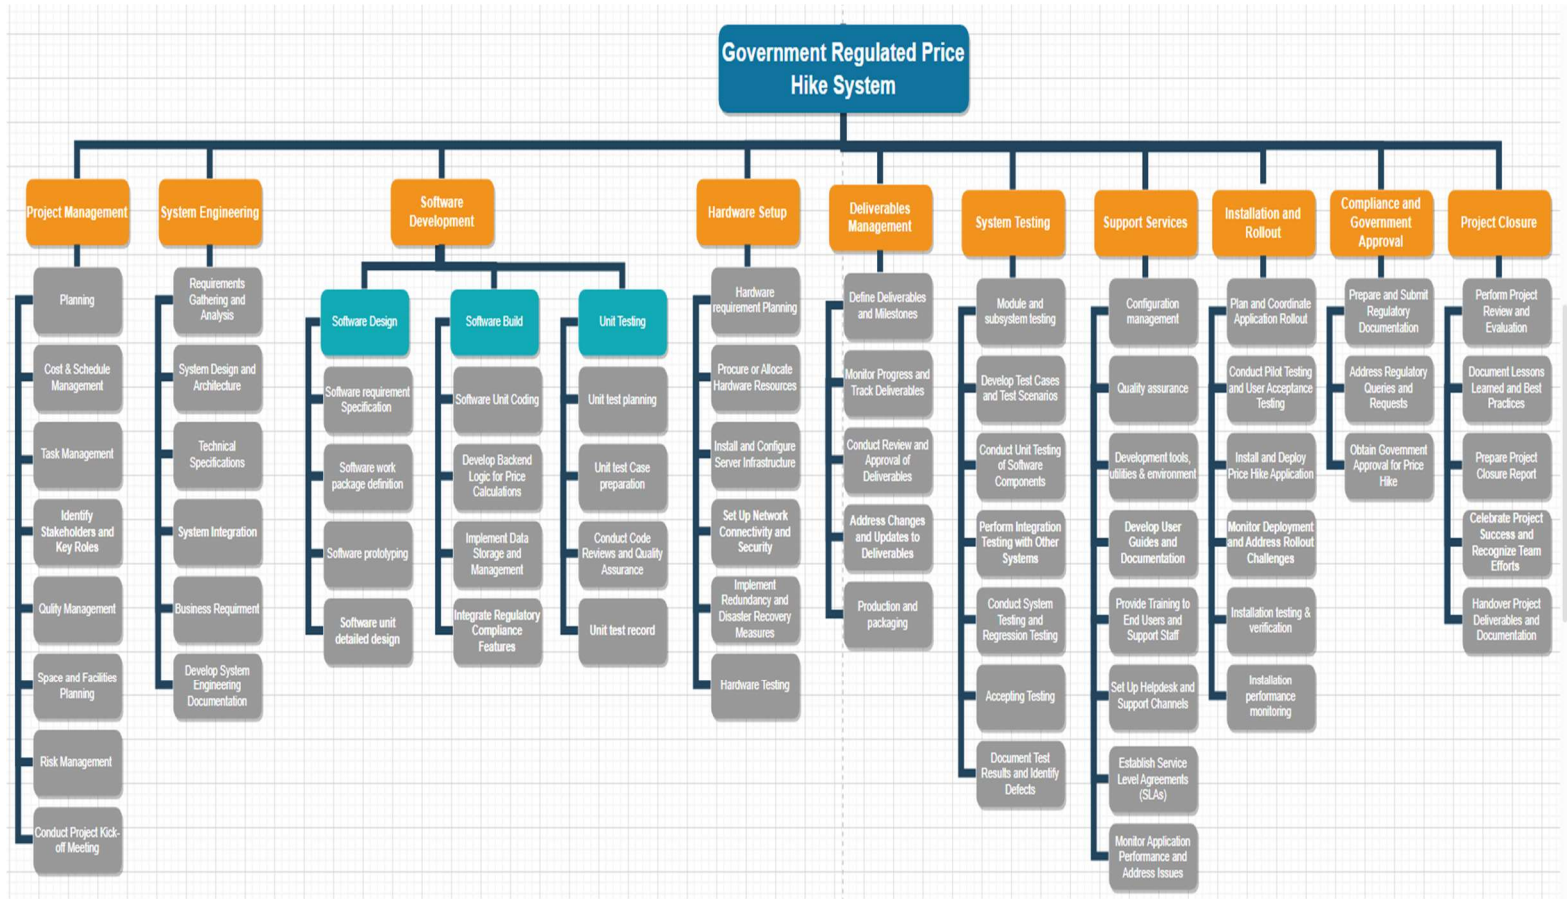 Government Regulated Price
Hike System
Project Management
Planning
Cost & Schedule
Management
Task Management
Identify
Stakeholders and
Key Roles
Qulify Management
Space and Facilities
Planning
Risk Management
Conduct Project Kick-
off Meeting
System Engineering
Requirements
Gathering and
Analysis
System Design and
Architecture
Technical
Specifications
System Integration
Business Requirment
Develop System
Engineering
Documentation
Software
Development
Software Design
Software requirement
Specification
Software work
package definition
Software prototyping
Software unit
detailed design
Software Build
Software Unit Coding
Develop Backend
Logic for Price
Calculations
Implement Data
Storage and
Management
Integrate Regulatory
Compliance
Features
Unit Testing
Unit test planning
Unit test Case
preparation
Conduct Code
Reviews and Quality
Assurance
Unit test record
Hardware Setup
Hardware
requirement Planning
Procure or Allocate
Hardware Resources
Install and Configure
Server Infrastructure
Set Up Network
Connectivity and
Security
Implement
Redundancy and
Disaster Recovery
Measures
Hardware Testing
Deliverables
Management
Define Deliverables
and Milestones
Monitor Progress and
Track Deliverables
Conduct Review and
Approval of
Deliverables
Address Changes
and Updates to
Deliverables
Production and
packaging
System Testing
Module and
subsystem testing
Develop Test Cases
and Test Scenarios
Conduct Unit Testing
of Software
Components
Perform Integration
Testing with Other
Systems
Conduct System
Testing and
Regression Testing
Accepting Testing
Document Test
Results and Identify
Defects
Support Services
Configuration
management
Quality assurance
Development tools,
utilities & environment
Develop User
Guides and
Documentation
Provide Training to
End Users and
Support Staff
Set Up Helpdesk and
Support Channels
Establish Service
Level Agreements
(SLAs)
Monitor Application
Performance and
Address Issues
Installation and
Rollout
Plan and Coordinate
Application Rollout
Conduct Pilot Testing
and User Acceptance
Testing
Install and Deploy
Price Hike Application
Monitor Deployment
and Address Rollout
Challenges
Installation testing &
verification
Installation
performance
monitoring
Compliance and
Government
Approval
Prepare and Submit
Regulatory
Documentation
Address Regulatory
Queries and
Requests
Obtain Government
Approval for Price
Hike
Project Closure
Perform Project
Review and
Evaluation
Document Lessons
Learned and Best
Practices
Prepare Project
Closure Report
Celebrate Project
Success and
Recognize Team
Efforts
Handover Project
Deliverables and
Documentation